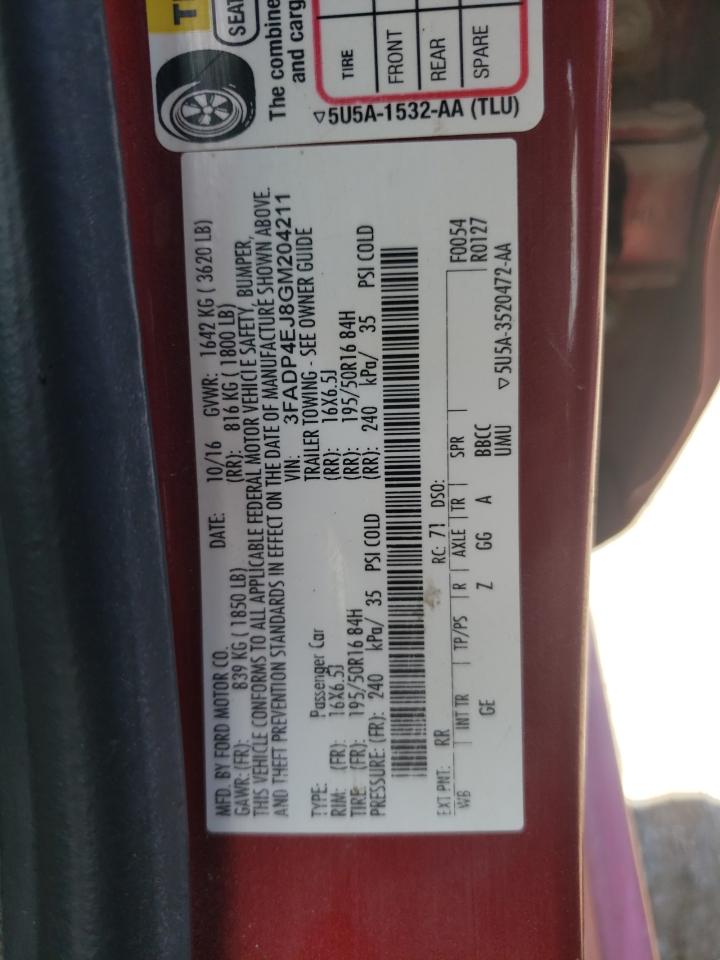 T
SEAT
The combine
and carg
TIRE
FRONT
REAR
SPARE
▽5U5A-1532-AA (TLU)
MFD. BY FORD MOTOR CO. DATE: 10/16 GVWR: 1642 KG ( 3620 LB)
GAWR: (FR): 839 KG ( 1850 LB) (RR): 816 KG ( 1800 LB)
THIS VEHICLE CONFORMS TO ALL APPLICABLE FEDERAL MOTOR VEHICLE SAFETY, BUMPER,
AND THEFT PREVENTION STANDARDS IN EFFECT ON THE DATE OF MANUFACTURE SHOWN ABOVE.
VIN: 3FADP4EJ8GM204211
TYPE: Passenger Car TRAILER TOWING - SEE OWNER GUIDE
RIM: (FR): 16X6.5J (RR): 16X6.5J
TIRE (FR): 195/50R16 84H (RR): 195/50R16 84H
PRESSURE: (FR): 240 kPa/ 35 PSI COLD (RR): 240 kPa/ 35 PSI COLD
EXT PNT: RR RC: 71 DSO: F0054
WB INT TR TP/PS R AXLE TR SPR R0127
GE Z GG A BBCC
UMU ▽5U5A-3520472-AA